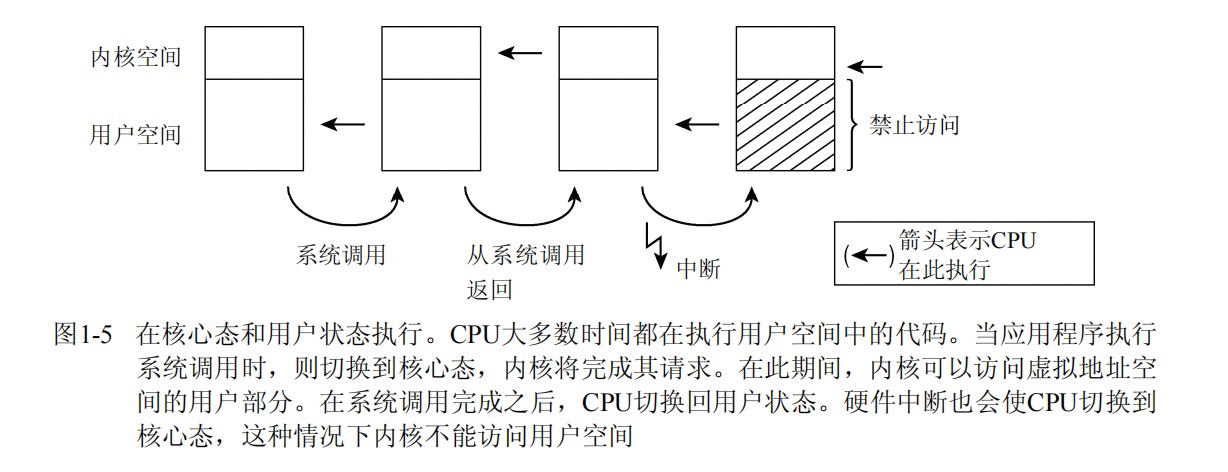 内核空间
用户空间
禁止访问
系统调用
从系统调用
返回
中断
(←)箭头表示CPU
在此执行
图1-5 在核心态和用户状态执行。CPU大多数时间都在执行用户空间中的代码。当应用程序执行
系统调用时，则切换到核心态，内核将完成其请求。在此期间，内核可以访问虚拟地址空
间的用户部分。在系统调用完成之后，CPU切换回用户状态。硬件中断也会使CPU切换到
核心态，这种情况下内核不能访问用户空间